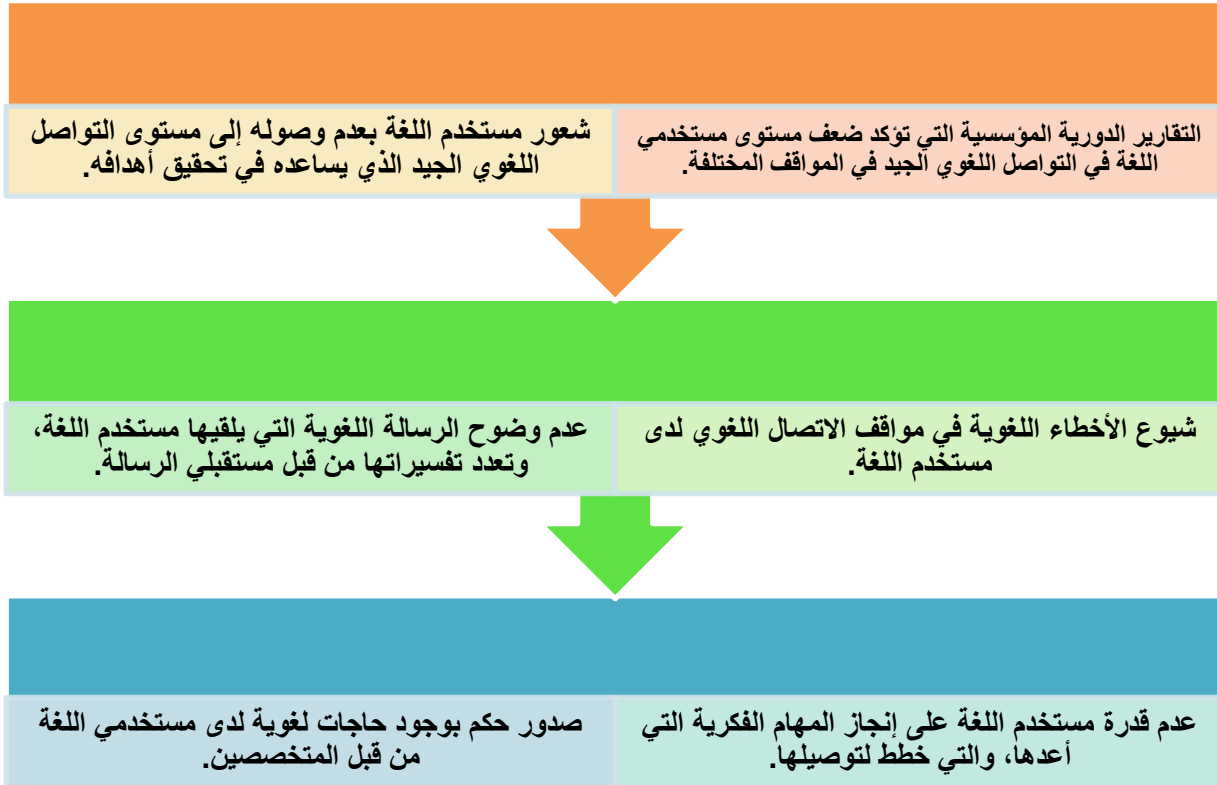 التقارير الدورية المؤسسية التي تؤكد ضعف مستوى مستخدمي
اللغة في التواصل اللغوي الجيد في المواقف المختلفة.
شعور مستخدم اللغة بعدم وصوله إلى مستوى التواصل
اللغوي الجيد الذي يساعده في تحقيق أهدافه.
شيوع الأخطاء اللغوية في مواقف الاتصال اللغوي لدى
مستخدم اللغة.
عدم وضوح الرسالة اللغوية التي يلقيها مستخدم اللغة،
وتعدد تفسيراتها من قبل مستقبلي الرسالة.
عدم قدرة مستخدم اللغة على إنجاز المهام الفكرية التي
أعدها، والتي خطط لتوصيلها.
صدور حكم بوجود حاجات لغوية لدى مستخدمي اللغة
من قبل المتخصصين.